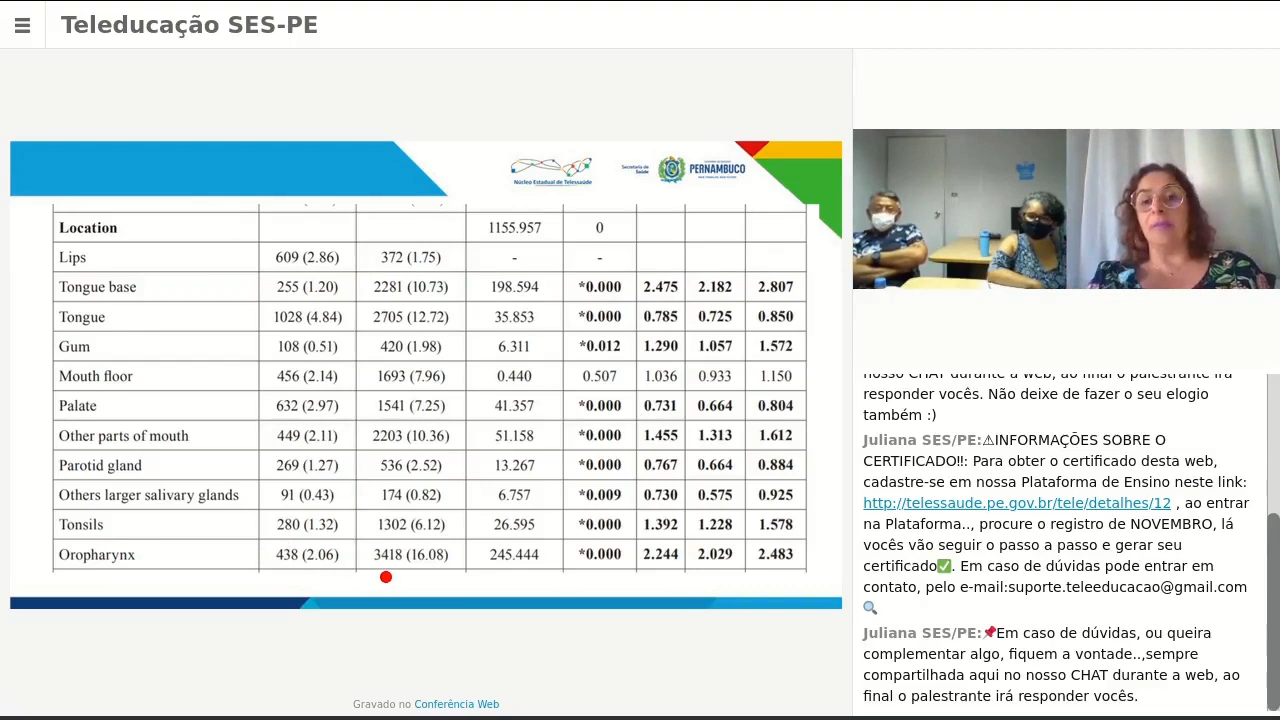 Teleducação SES-PE
Núcleo Estadual de Telessaúde
Secretaria de
Saúde
PERNAMBUCO
Location 1155.957 0
Lips 609 (2.86) 372 (1.75) - -
Tongue base 255 (1.20) 2281 (10.73) 198.594 *0.000 2.475 2.182 2.807
Tongue 1028 (4.84) 2705 (12.72) 35.853 *0.000 0.785 0.725 0.850
Gum 108 (0.51) 420 (1.98) 6.311 *0.012 1.290 1.057 1.572
Mouth floor 456 (2.14) 1693 (7.96) 0.440 0.507 1.036 0.933 1.150
Palate 632 (2.97) 1541 (7.25) 41.357 *0.000 0.731 0.664 0.804
Other parts of mouth 449 (2.11) 2203 (10.36) 51.158 *0.000 1.455 1.313 1.612
Parotid gland 269 (1.27) 536 (2.52) 13.267 *0.000 0.767 0.664 0.884
Others larger salivary glands 91 (0.43) 174 (0.82) 6.757 *0.009 0.730 0.575 0.925
Tonsils 280 (1.32) 1302 (6.12) 26.595 *0.000 1.392 1.228 1.578
Oropharynx 438 (2.06) 3418 (16.08) 245.444 *0.000 2.244 2.029 2.483
Gravado no Conferência Web
nosso CHAT durante a web, ao final o palestrante irá
responder vocês. Não deixe de fazer o seu elogio
também :)
Juliana SES/PE:⚠INFORMAÇÕES SOBRE O
CERTIFICADO‼: Para obter o certificado desta web,
cadastre-se em nossa Plataforma de Ensino neste link:
http://telessaude.pe.gov.br/tele/detalhes/12 , ao entrar
na Plataforma.., procure o registro de NOVEMBRO, lá
vocês vão seguir o passo a passo e gerar seu
certificado✅. Em caso de dúvidas pode entrar em
contato, pelo e-mail:suporte.teleeducacao@gmail.com
🔍
Juliana SES/PE:📌Em caso de dúvidas, ou queira
complementar algo, fiquem a vontade..,sempre
compartilhada aqui no nosso CHAT durante a web, ao
final o palestrante irá responder vocês.